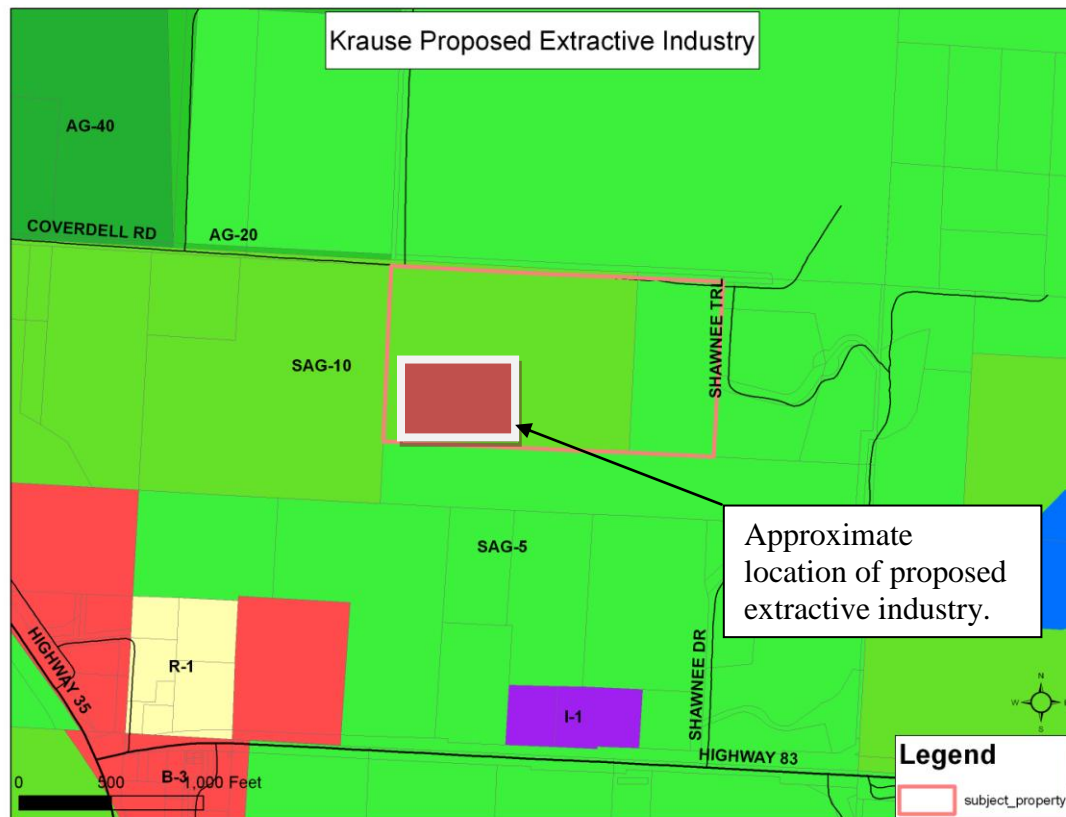 Krause Proposed Extractive Industry
AG-40
COVERDELL RD
AG-20
SHAWNEE TRL
SAG-10
Approximate
location of proposed
extractive industry.
SAG-5
HIGHWAY 35
R-1
SHAWNEE DR
I-1
N
W
S
HIGHWAY 83
B-3
0 500 1,000 Feet
Legend
subject_property